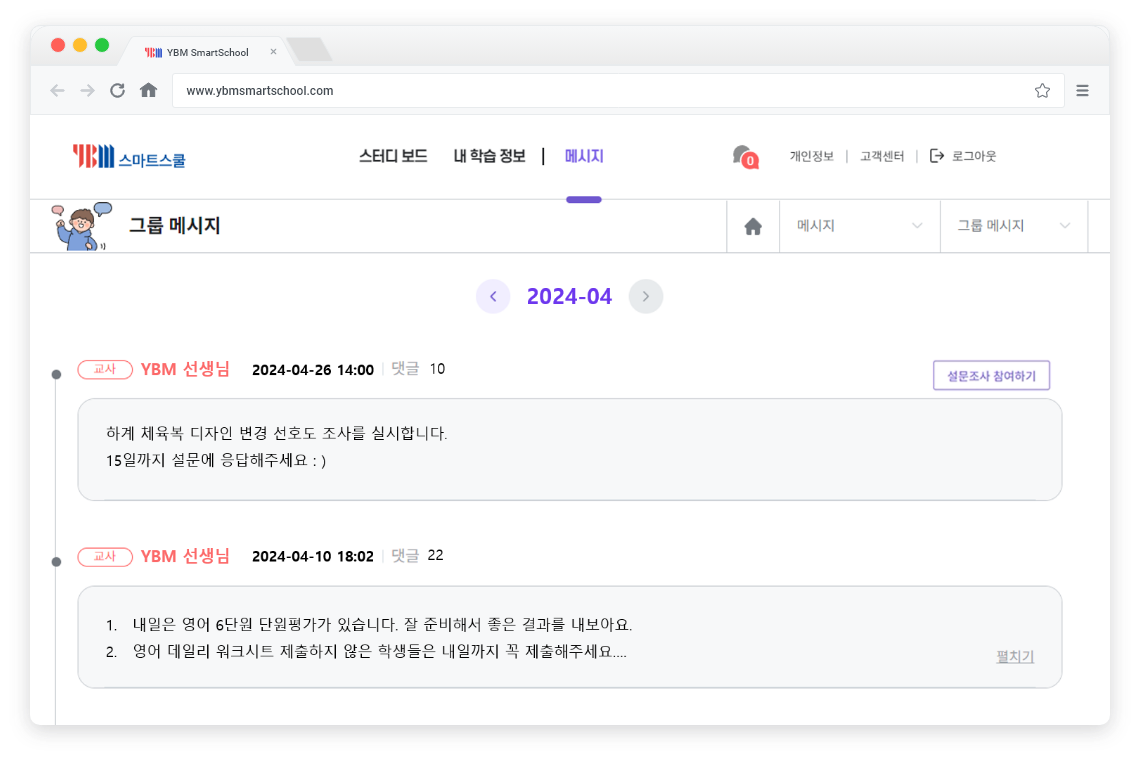 YBM YBM SmartSchool ×
www.ybmsmartschool.com
YBM 스마트스쿨 스터디 보드 내 학습 정보 | 메시지 0 개인정보 | 고객센터 | 로그아웃
그룹 메시지 메시지 그룹 메시지
2024-04
교사 YBM 선생님 2024-04-26 14:00 | 댓글 10 설문조사 참여하기
하계 체육복 디자인 변경 선호도 조사를 실시합니다.
15일까지 설문에 응답해주세요 : )
교사 YBM 선생님 2024-04-10 18:02 | 댓글 22
1. 내일은 영어 6단원 단원평가가 있습니다. 잘 준비해서 좋은 결과를 내보아요.
2. 영어 데일리 워크시트 제출하지 않은 학생들은 내일까지 꼭 제출해주세요....
펼치기